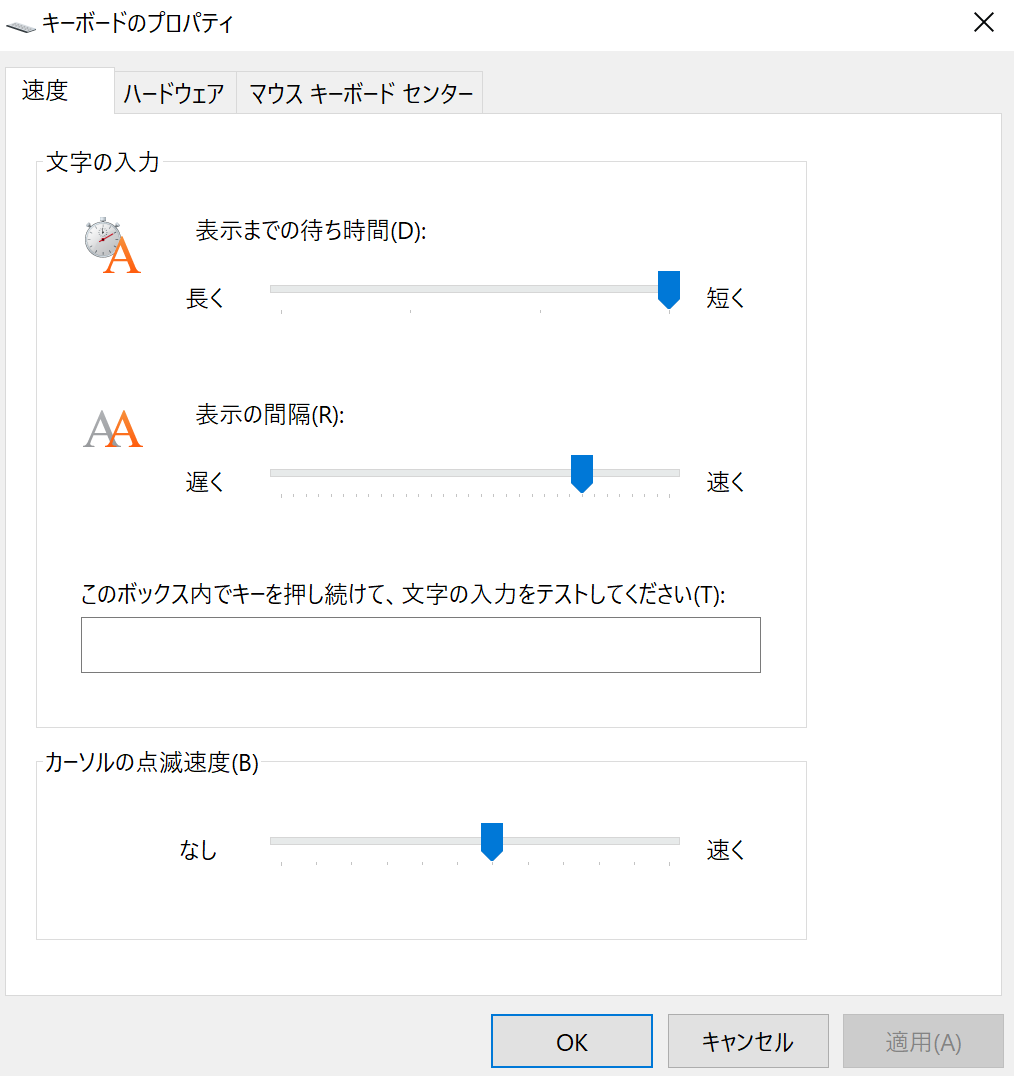 キーボードのプロパティ
速度
ハードウェア
マウス キーボード センター
文字の入力
表示までの待ち時間(D):
長く
短く
表示の間隔(R):
遅く
速く
このボックス内でキーを押し続けて、文字の入力をテストしてください(T):
カーソルの点滅速度(B)
なし
速く
OK
キャンセル
適用(A)